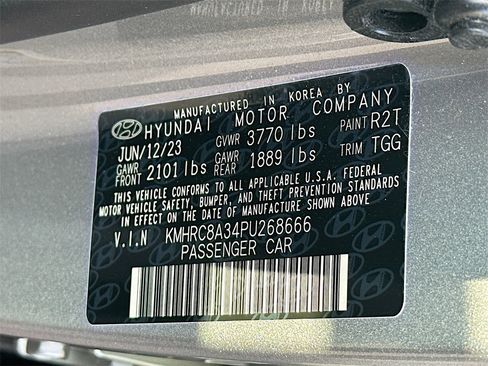 MANUFACTURED IN KOREA BY
HYUNDAI MOTOR COMPANY
JUN/12/23 GVWR 3770 lbs PAINT R2T
GAWR FRONT 2101 lbs GAWR REAR 1889 lbs TRIM TGG
THIS VEHICLE CONFORMS TO ALL APPLICABLE U.S.A. FEDERAL
MOTOR VEHICLE SAFETY, BUMPER, AND THEFT PREVENTION STANDARDS
IN EFFECT ON THE DATE OF MANUFACTURE SHOWN ABOVE
V.I.N KMHRC8A34PU268666
PASSENGER CAR